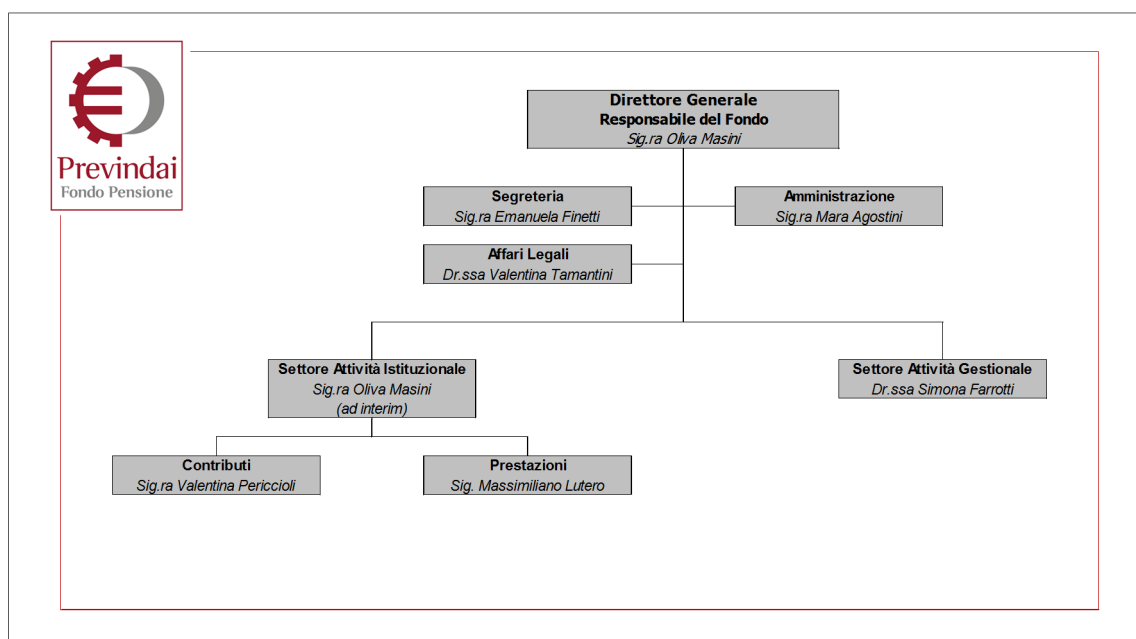 Previndai
Fondo Pensione
Direttore Generale
Responsabile del Fondo
Sig.ra Oliva Masini
Segreteria
Sig.ra Emanuela Finetti
Amministrazione
Sig.ra Mara Agostini
Affari Legali
Dr.ssa Valentina Tamantini
Settore Attività Istituzionale
Sig.ra Oliva Masini
(ad interim)
Settore Attività Gestionale
Dr.ssa Simona Farrotti
Contributi
Sig.ra Valentina Periccioli
Prestazioni
Sig. Massimiliano Lutero